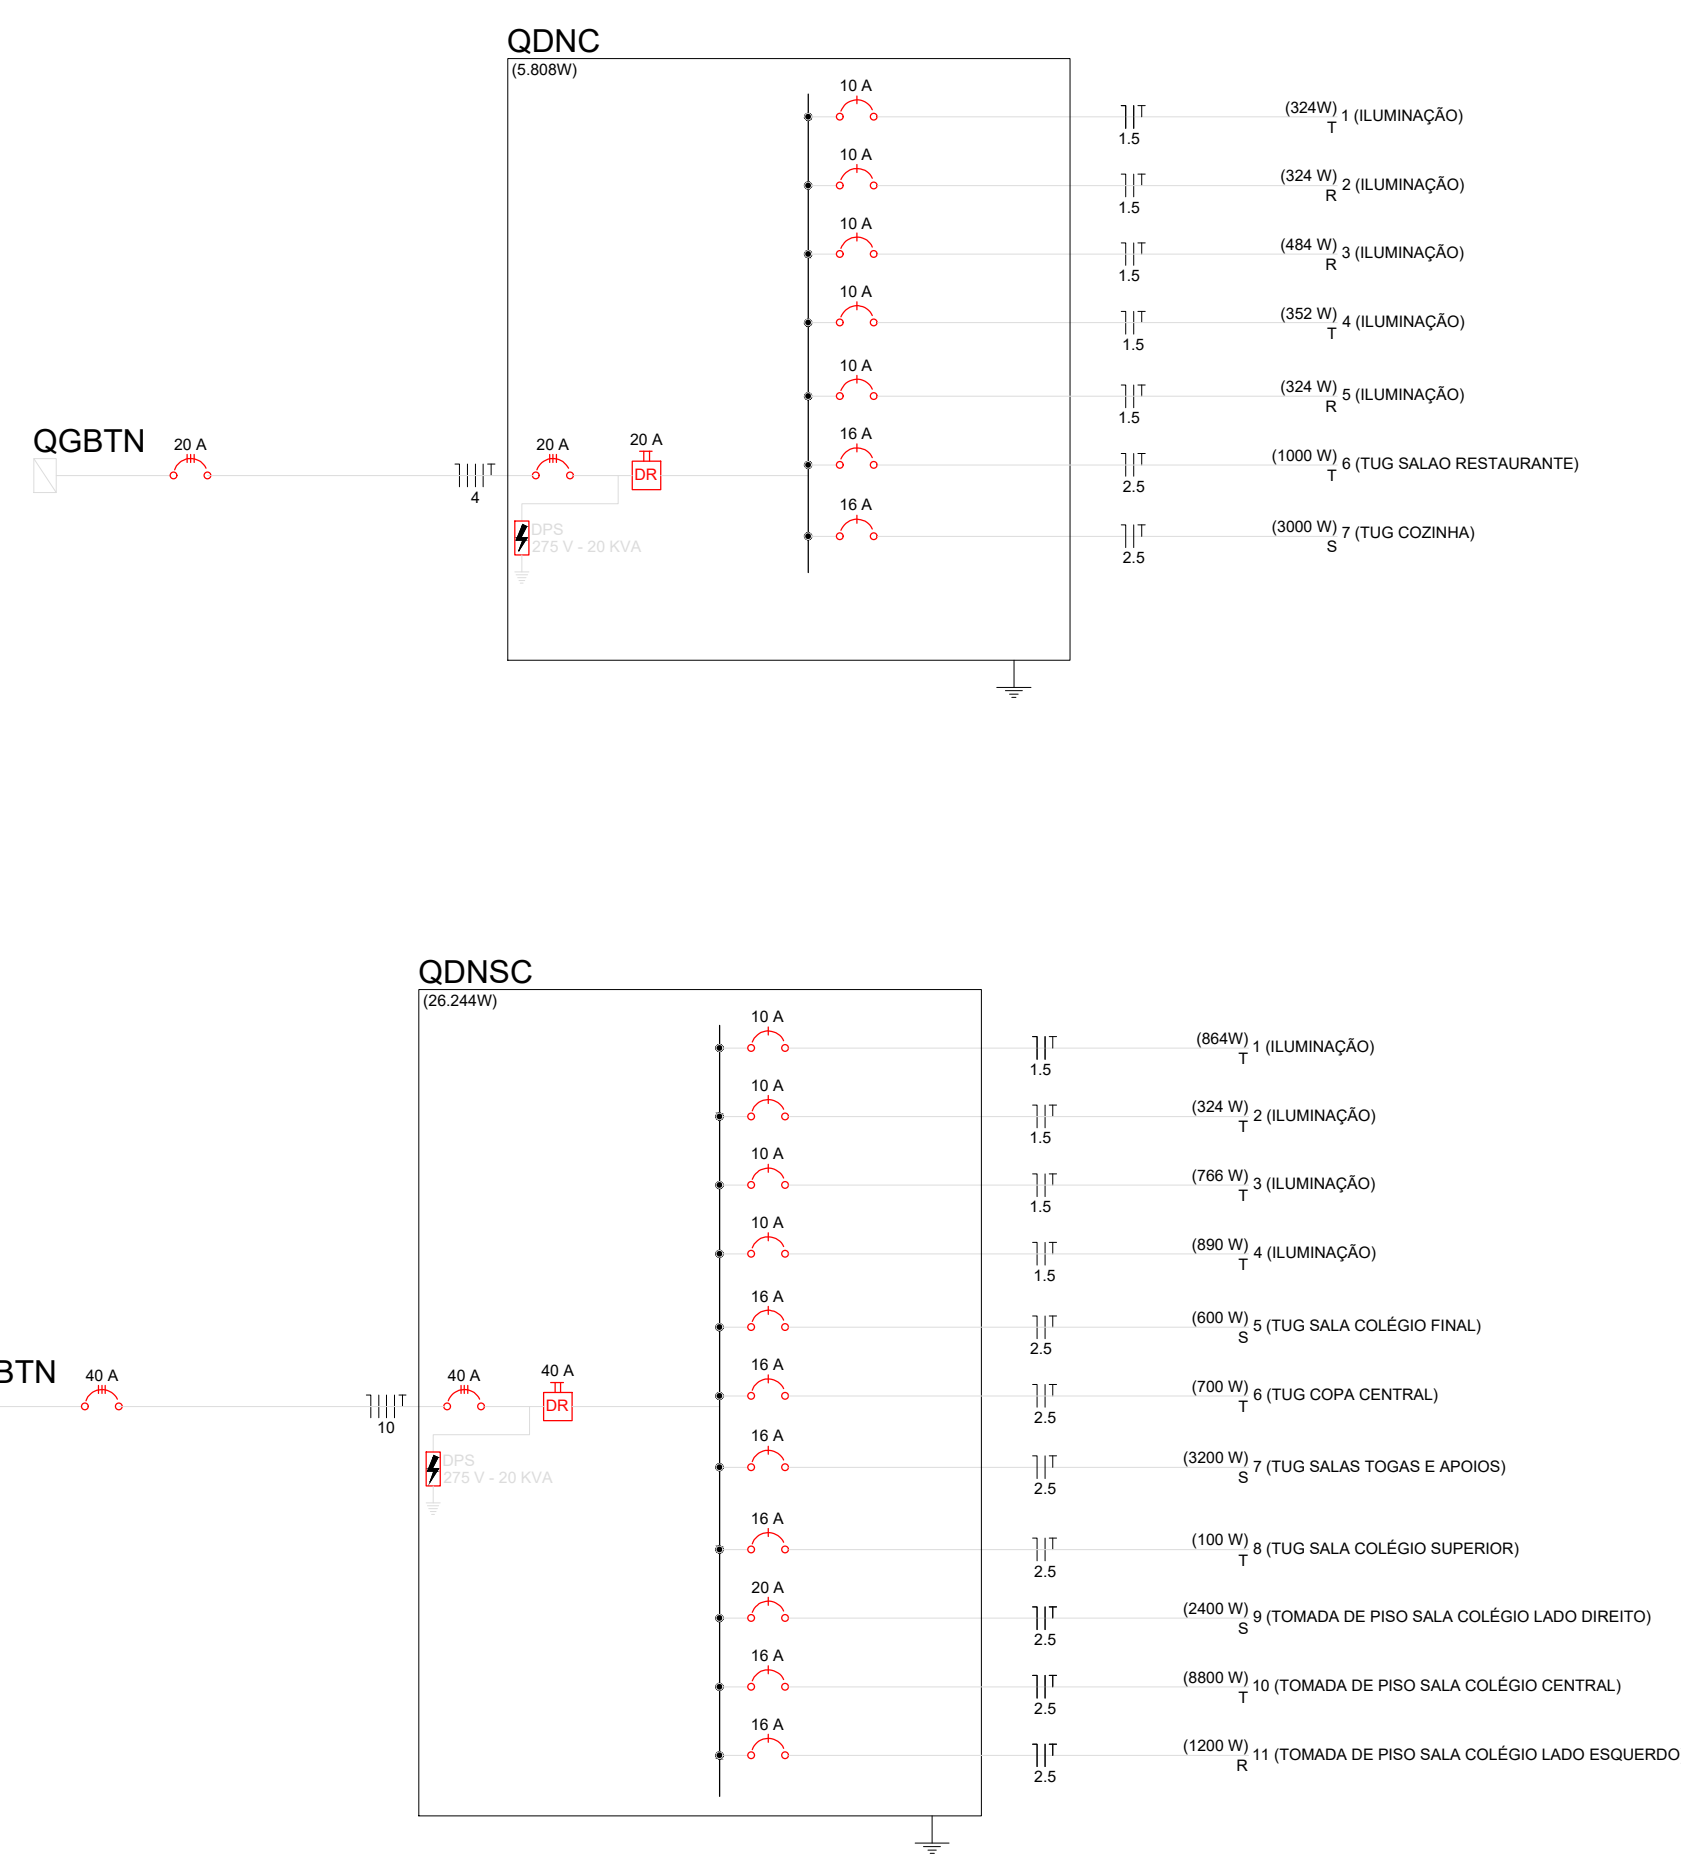 QDNC
(5.808W)
10 A
(324W)
T
1 (ILUMINAÇÃO)
1.5
10 A
(324 W)
R
2 (ILUMINAÇÃO)
1.5
10 A
(484 W)
R
3 (ILUMINAÇÃO)
1.5
10 A
(352 W)
T
4 (ILUMINAÇÃO)
1.5
10 A
(324 W)
R
5 (ILUMINAÇÃO)
1.5
QGBTN
20 A
4
20 A
20 A
DR
DPS
275 V - 20 KVA
16 A
(1000 W)
T
6 (TUG SALAO RESTAURANTE)
2.5
16 A
(3000 W)
S
7 (TUG COZINHA)
2.5
QDNSC
(26.244W)
10 A
(864W)
T
1 (ILUMINAÇÃO)
1.5
10 A
(324 W)
T
2 (ILUMINAÇÃO)
1.5
10 A
(766 W)
T
3 (ILUMINAÇÃO)
1.5
10 A
(890 W)
T
4 (ILUMINAÇÃO)
1.5
16 A
(600 W)
S
5 (TUG SALA COLÉGIO FINAL)
2.5
BTN
40 A
10
40 A
40 A
DR
DPS
275 V - 20 KVA
16 A
(700 W)
T
6 (TUG COPA CENTRAL)
2.5
16 A
(3200 W)
S
7 (TUG SALAS TOGAS E APOIOS)
2.5
16 A
(100 W)
T
8 (TUG SALA COLÉGIO SUPERIOR)
2.5
20 A
(2400 W)
S
9 (TOMADA DE PISO SALA COLÉGIO LADO DIREITO)
2.5
16 A
(8800 W)
T
10 (TOMADA DE PISO SALA COLÉGIO CENTRAL)
2.5
16 A
(1200 W)
R
11 (TOMADA DE PISO SALA COLÉGIO LADO ESQUERDO
2.5